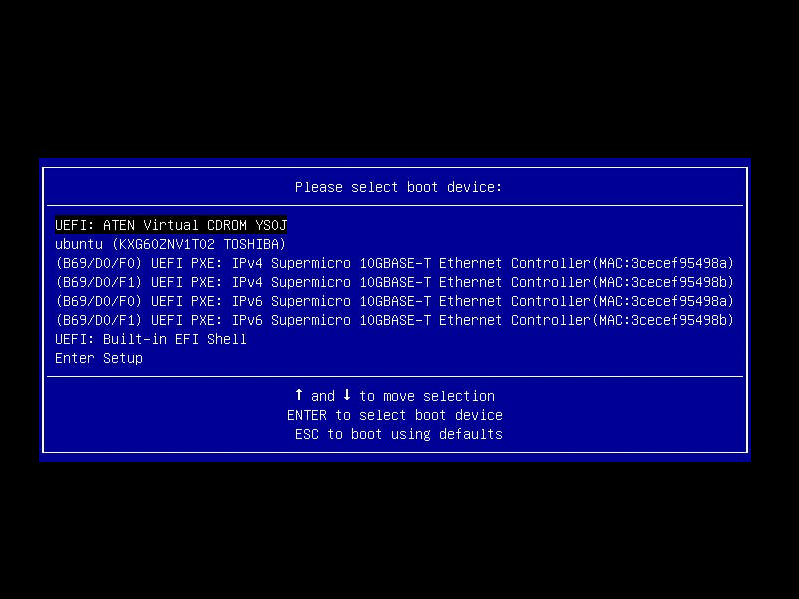 Please select boot device:
UEFI: ATEN Virtual CDROM YS0J
ubuntu (KXG60ZNV1T02 TOSHIBA)
(B69/D0/F0) UEFI PXE: IPv4 Supermicro 10GBASE-T Ethernet Controller(MAC:3cecef95498a)
(B69/D0/F1) UEFI PXE: IPv4 Supermicro 10GBASE-T Ethernet Controller(MAC:3cecef95498b)
(B69/D0/F0) UEFI PXE: IPv6 Supermicro 10GBASE-T Ethernet Controller(MAC:3cecef95498a)
(B69/D0/F1) UEFI PXE: IPv6 Supermicro 10GBASE-T Ethernet Controller(MAC:3cecef95498b)
UEFI: Built-in EFI Shell
Enter Setup
↑ and ↓ to move selection
ENTER to select boot device
ESC to boot using defaults